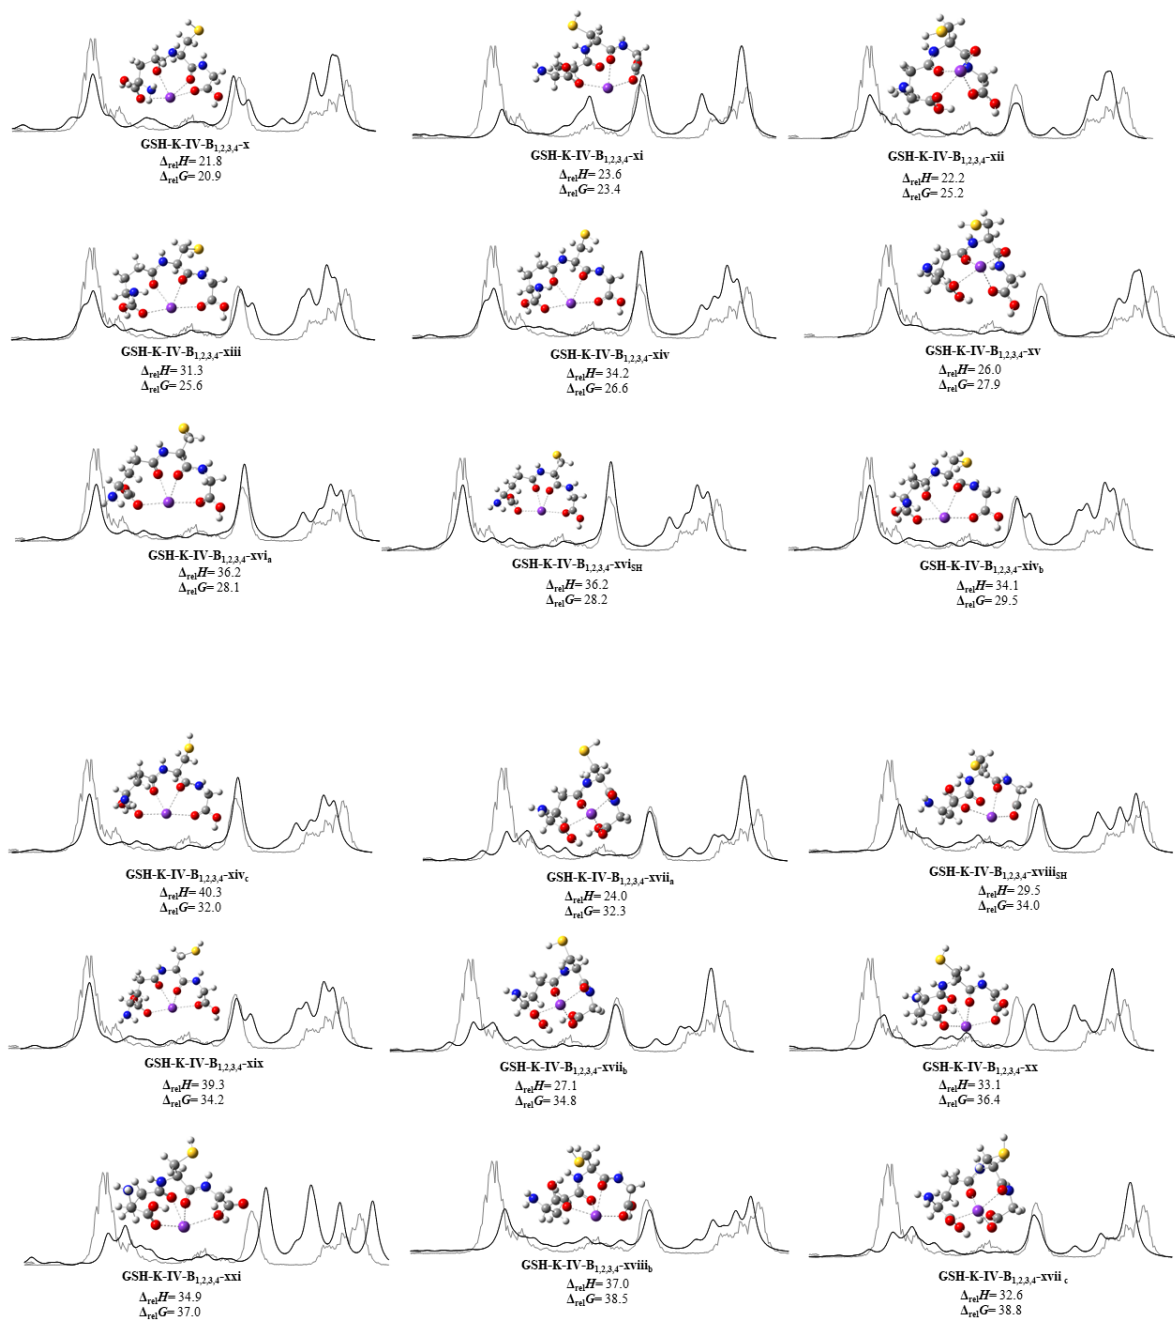 GSH-K-IV-B1,2,3,4-x
ΔrelH= 21.8
ΔrelG= 20.9
GSH-K-IV-B1,2,3,4-xi
ΔrelH= 23.6
ΔrelG= 23.4
GSH-K-IV-B1,2,3,4-xii
ΔrelH= 22.2
ΔrelG= 25.2
GSH-K-IV-B1,2,3,4-xiii
ΔrelH= 31.3
ΔrelG= 25.6
GSH-K-IV-B1,2,3,4-xiv
ΔrelH= 34.2
ΔrelG= 26.6
GSH-K-IV-B1,2,3,4-xv
ΔrelH= 26.0
ΔrelG= 27.9
GSH-K-IV-B1,2,3,4-xvia
ΔrelH= 36.2
ΔrelG= 28.1
GSH-K-IV-B1,2,3,4-xviSH
ΔrelH= 36.2
ΔrelG= 28.2
GSH-K-IV-B1,2,3,4-xivb
ΔrelH= 34.1
ΔrelG= 29.5
GSH-K-IV-B1,2,3,4-xivc
ΔrelH= 40.3
ΔrelG= 32.0
GSH-K-IV-B1,2,3,4-xviia
ΔrelH= 24.0
ΔrelG= 32.3
GSH-K-IV-B1,2,3,4-xviiiSH
ΔrelH= 29.5
ΔrelG= 34.0
GSH-K-IV-B1,2,3,4-xix
ΔrelH= 39.3
ΔrelG= 34.2
GSH-K-IV-B1,2,3,4-xviib
ΔrelH= 27.1
ΔrelG= 34.8
GSH-K-IV-B1,2,3,4-xx
ΔrelH= 33.1
ΔrelG= 36.4
GSH-K-IV-B1,2,3,4-xxi
ΔrelH= 34.9
ΔrelG= 37.0
GSH-K-IV-B1,2,3,4-xviiib
ΔrelH= 37.0
ΔrelG= 38.5
GSH-K-IV-B1,2,3,4-xvii c
ΔrelH= 32.6
ΔrelG= 38.8